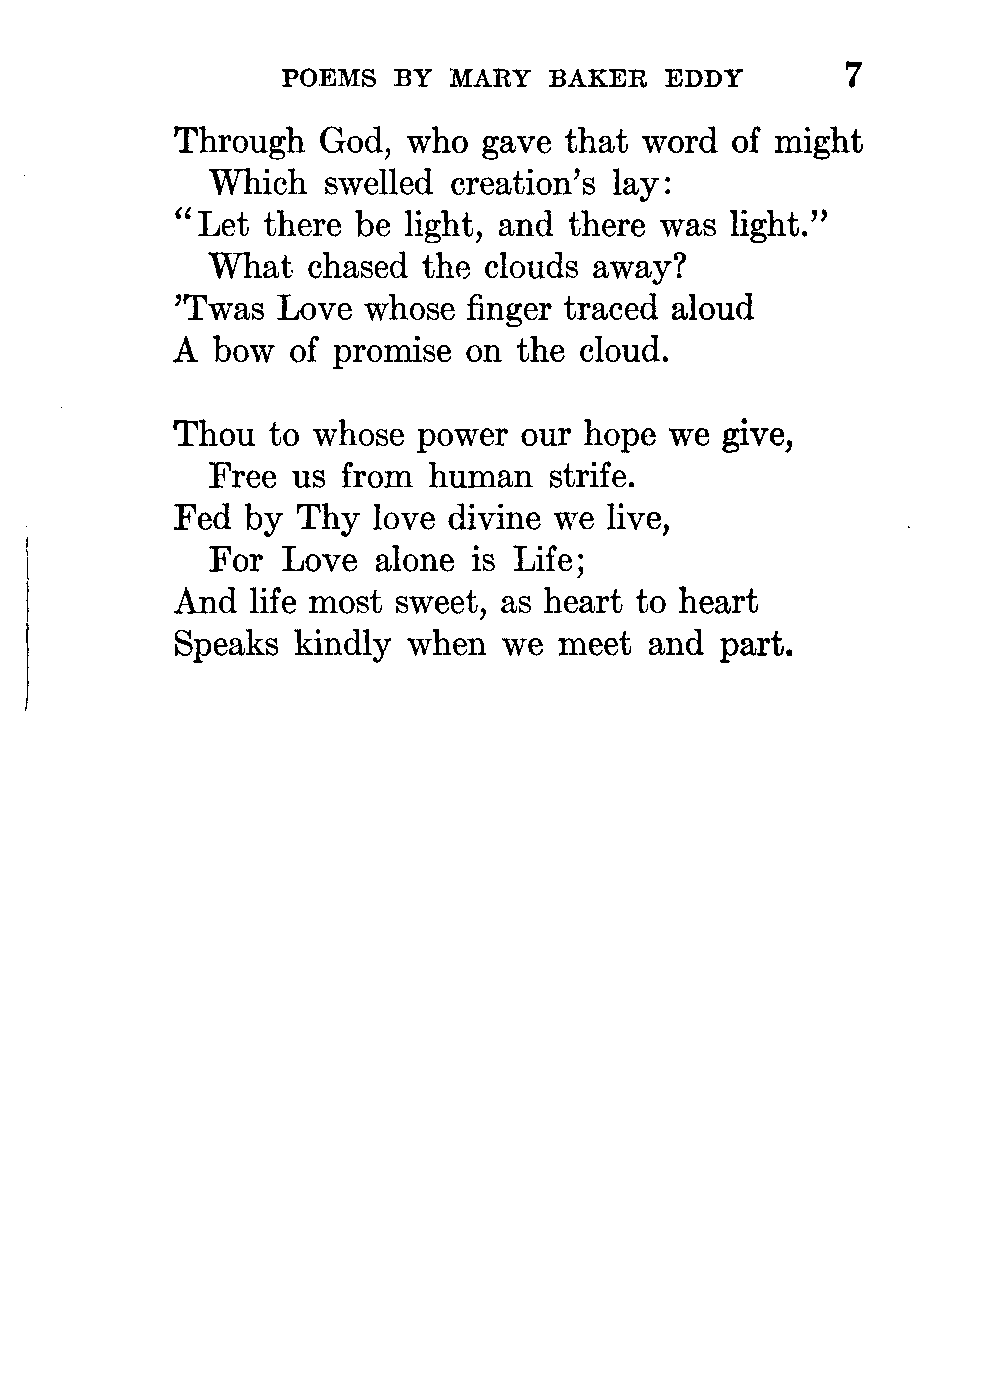 POEMS BY MARY BAKER EDDY 7
Through God, who gave that word of might
Which swelled creation’s lay:
“Let there be light, and there was light.”
What chased the clouds away?
’Twas Love whose finger traced aloud
A bow of promise on the cloud.
Thou to whose power our hope we give,
Free us from human strife.
Fed by Thy love divine we live,
For Love alone is Life;
And life most sweet, as heart to heart
Speaks kindly when we meet and part.